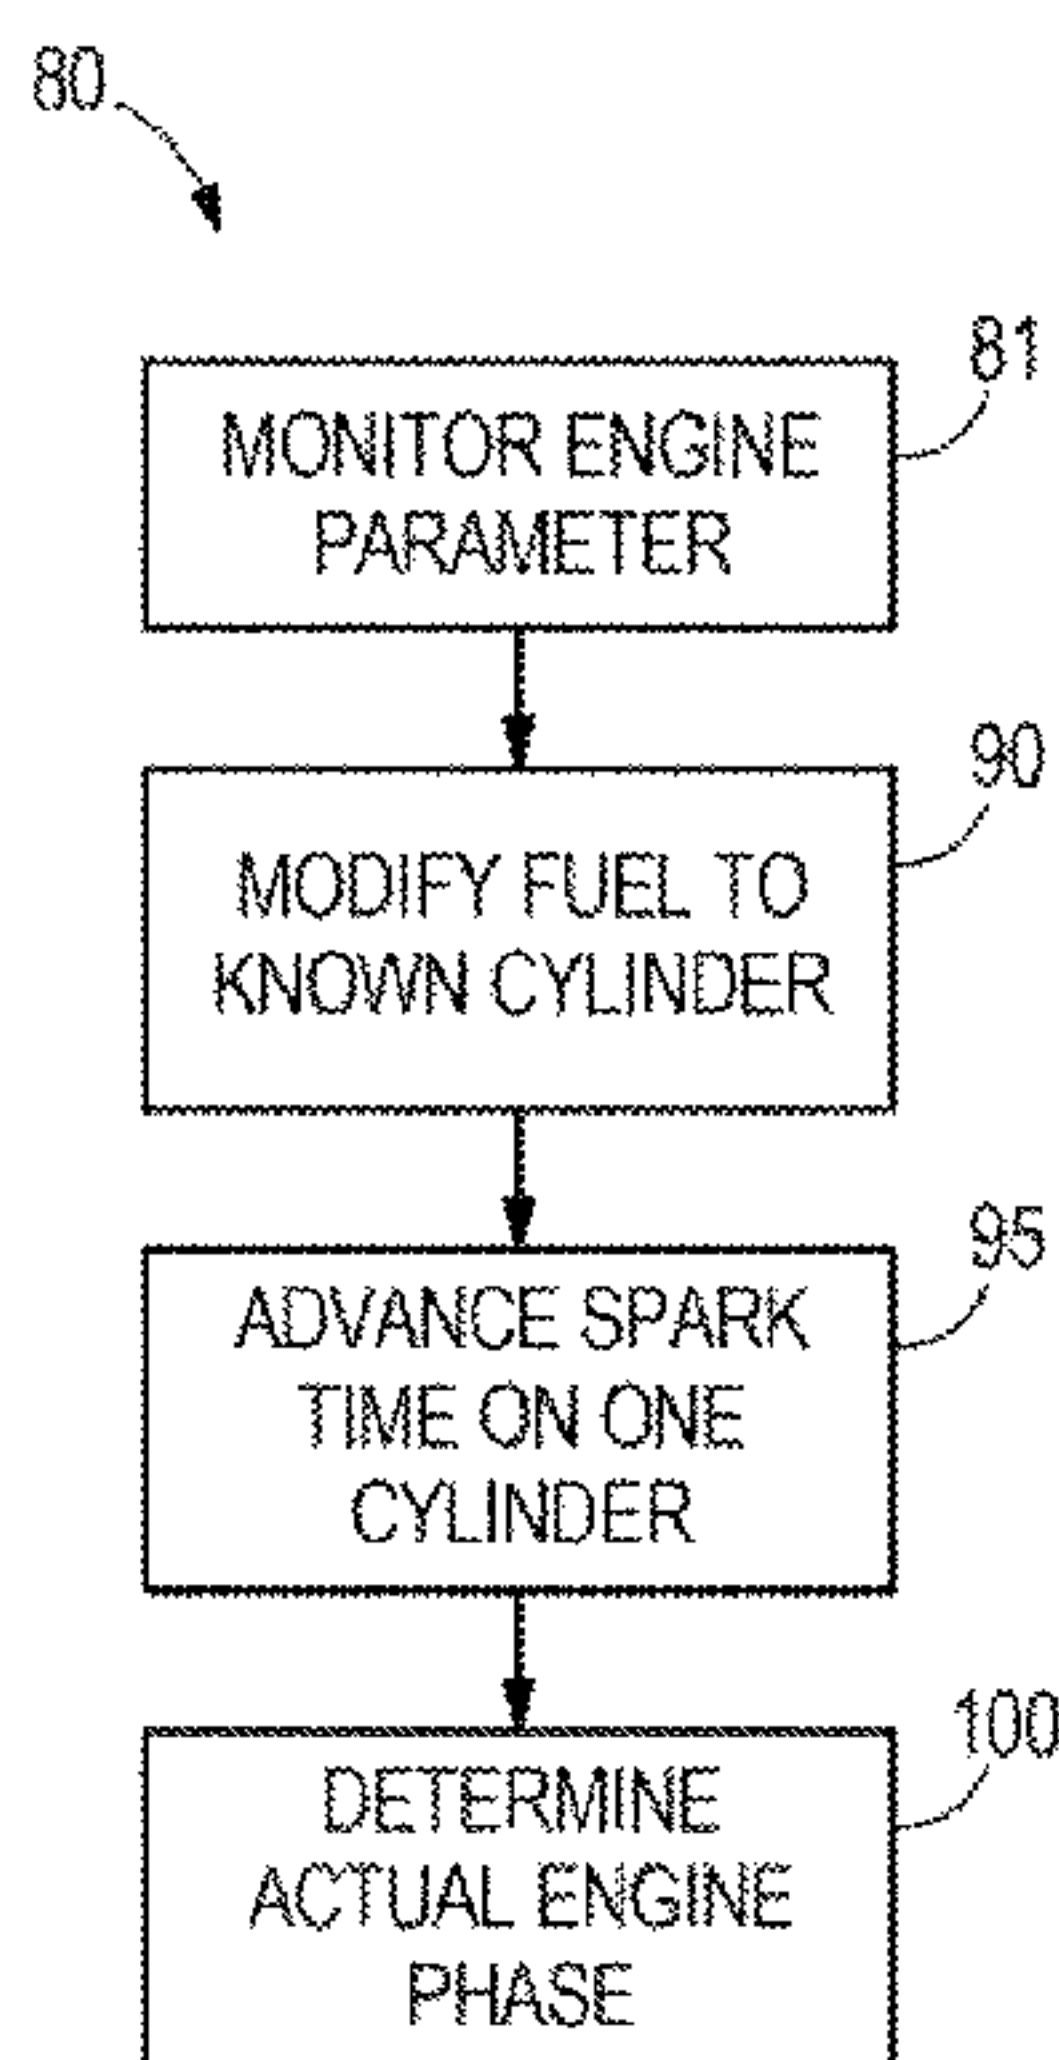 80
81
MONITOR ENGINE
PARAMETER
90
MODIFY FUEL TO
KNOWN CYLINDER
95
ADVANCE SPARK
TIME ON ONE
CYLINDER
100
DETERMINE
ACTUAL ENGINE
PHASE